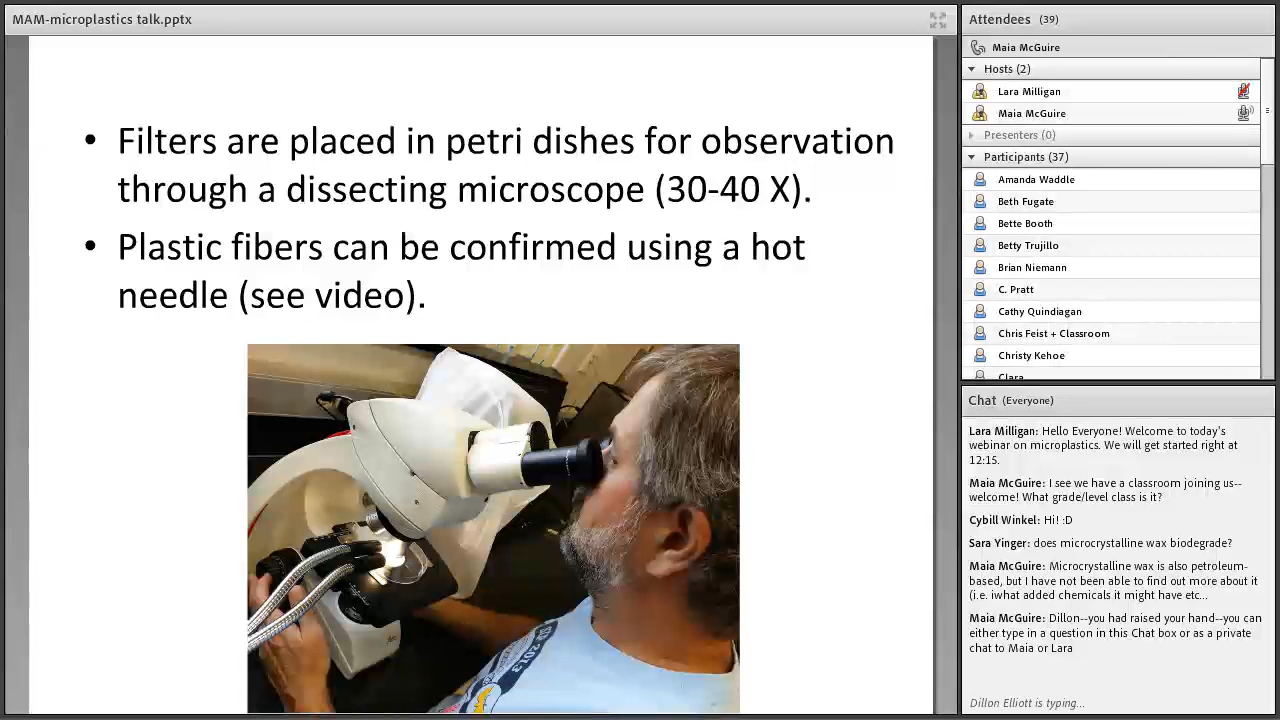 MAM-microplastics talk.pptx
• Filters are placed in petri dishes for observation
through a dissecting microscope (30-40 X).
• Plastic fibers can be confirmed using a hot
needle (see video).
2013
Attendees (39)
Maia McGuire
Hosts (2)
Lara Milligan
Maia McGuire
Presenters (0)
Participants (37)
Amanda Waddle
Beth Fugate
Bette Booth
Betty Trujillo
Brian Niemann
C. Pratt
Cathy Quindiagan
Chris Feist + Classroom
Christy Kehoe
Clara
Chat (Everyone)
Lara Milligan: Hello Everyone! Welcome to today's
webinar on microplastics. We will get started right at
12:15.
Maia McGuire: I see we have a classroom joining us--
welcome! What grade/level class is it?
Cybill Winkel: Hi! :D
Sara Yinger: does microcrystalline wax biodegrade?
Maia McGuire: Microcrystalline wax is also petroleum-
based, but I have not been able to find out more about it
(i.e. iwhat added chemicals it might have etc...
Maia McGuire: Dillon--you had raised your hand--you can
either type in a question in this Chat box or as a private
chat to Maia or Lara
Dillon Elliott is typing...